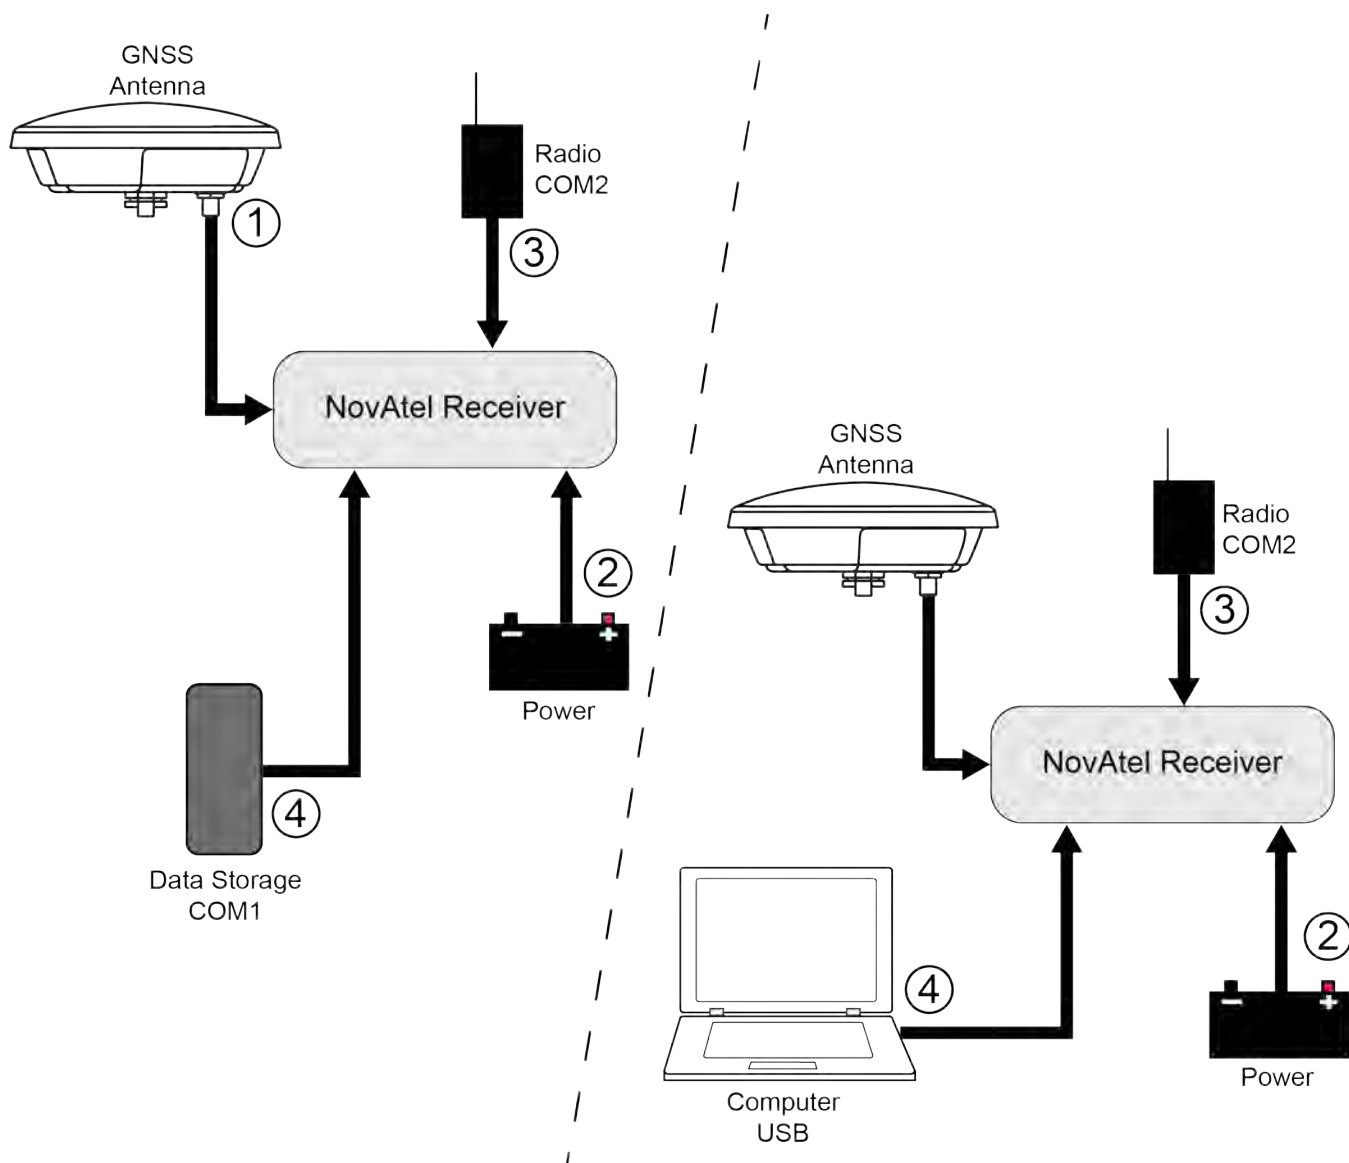 GNSS
Antenna
1
Radio
COM2
3
NovAtel Receiver
2
Power
4
Data Storage
COM1
GNSS
Antenna
Radio
COM2
3
NovAtel Receiver
2
Power
4
Computer
USB